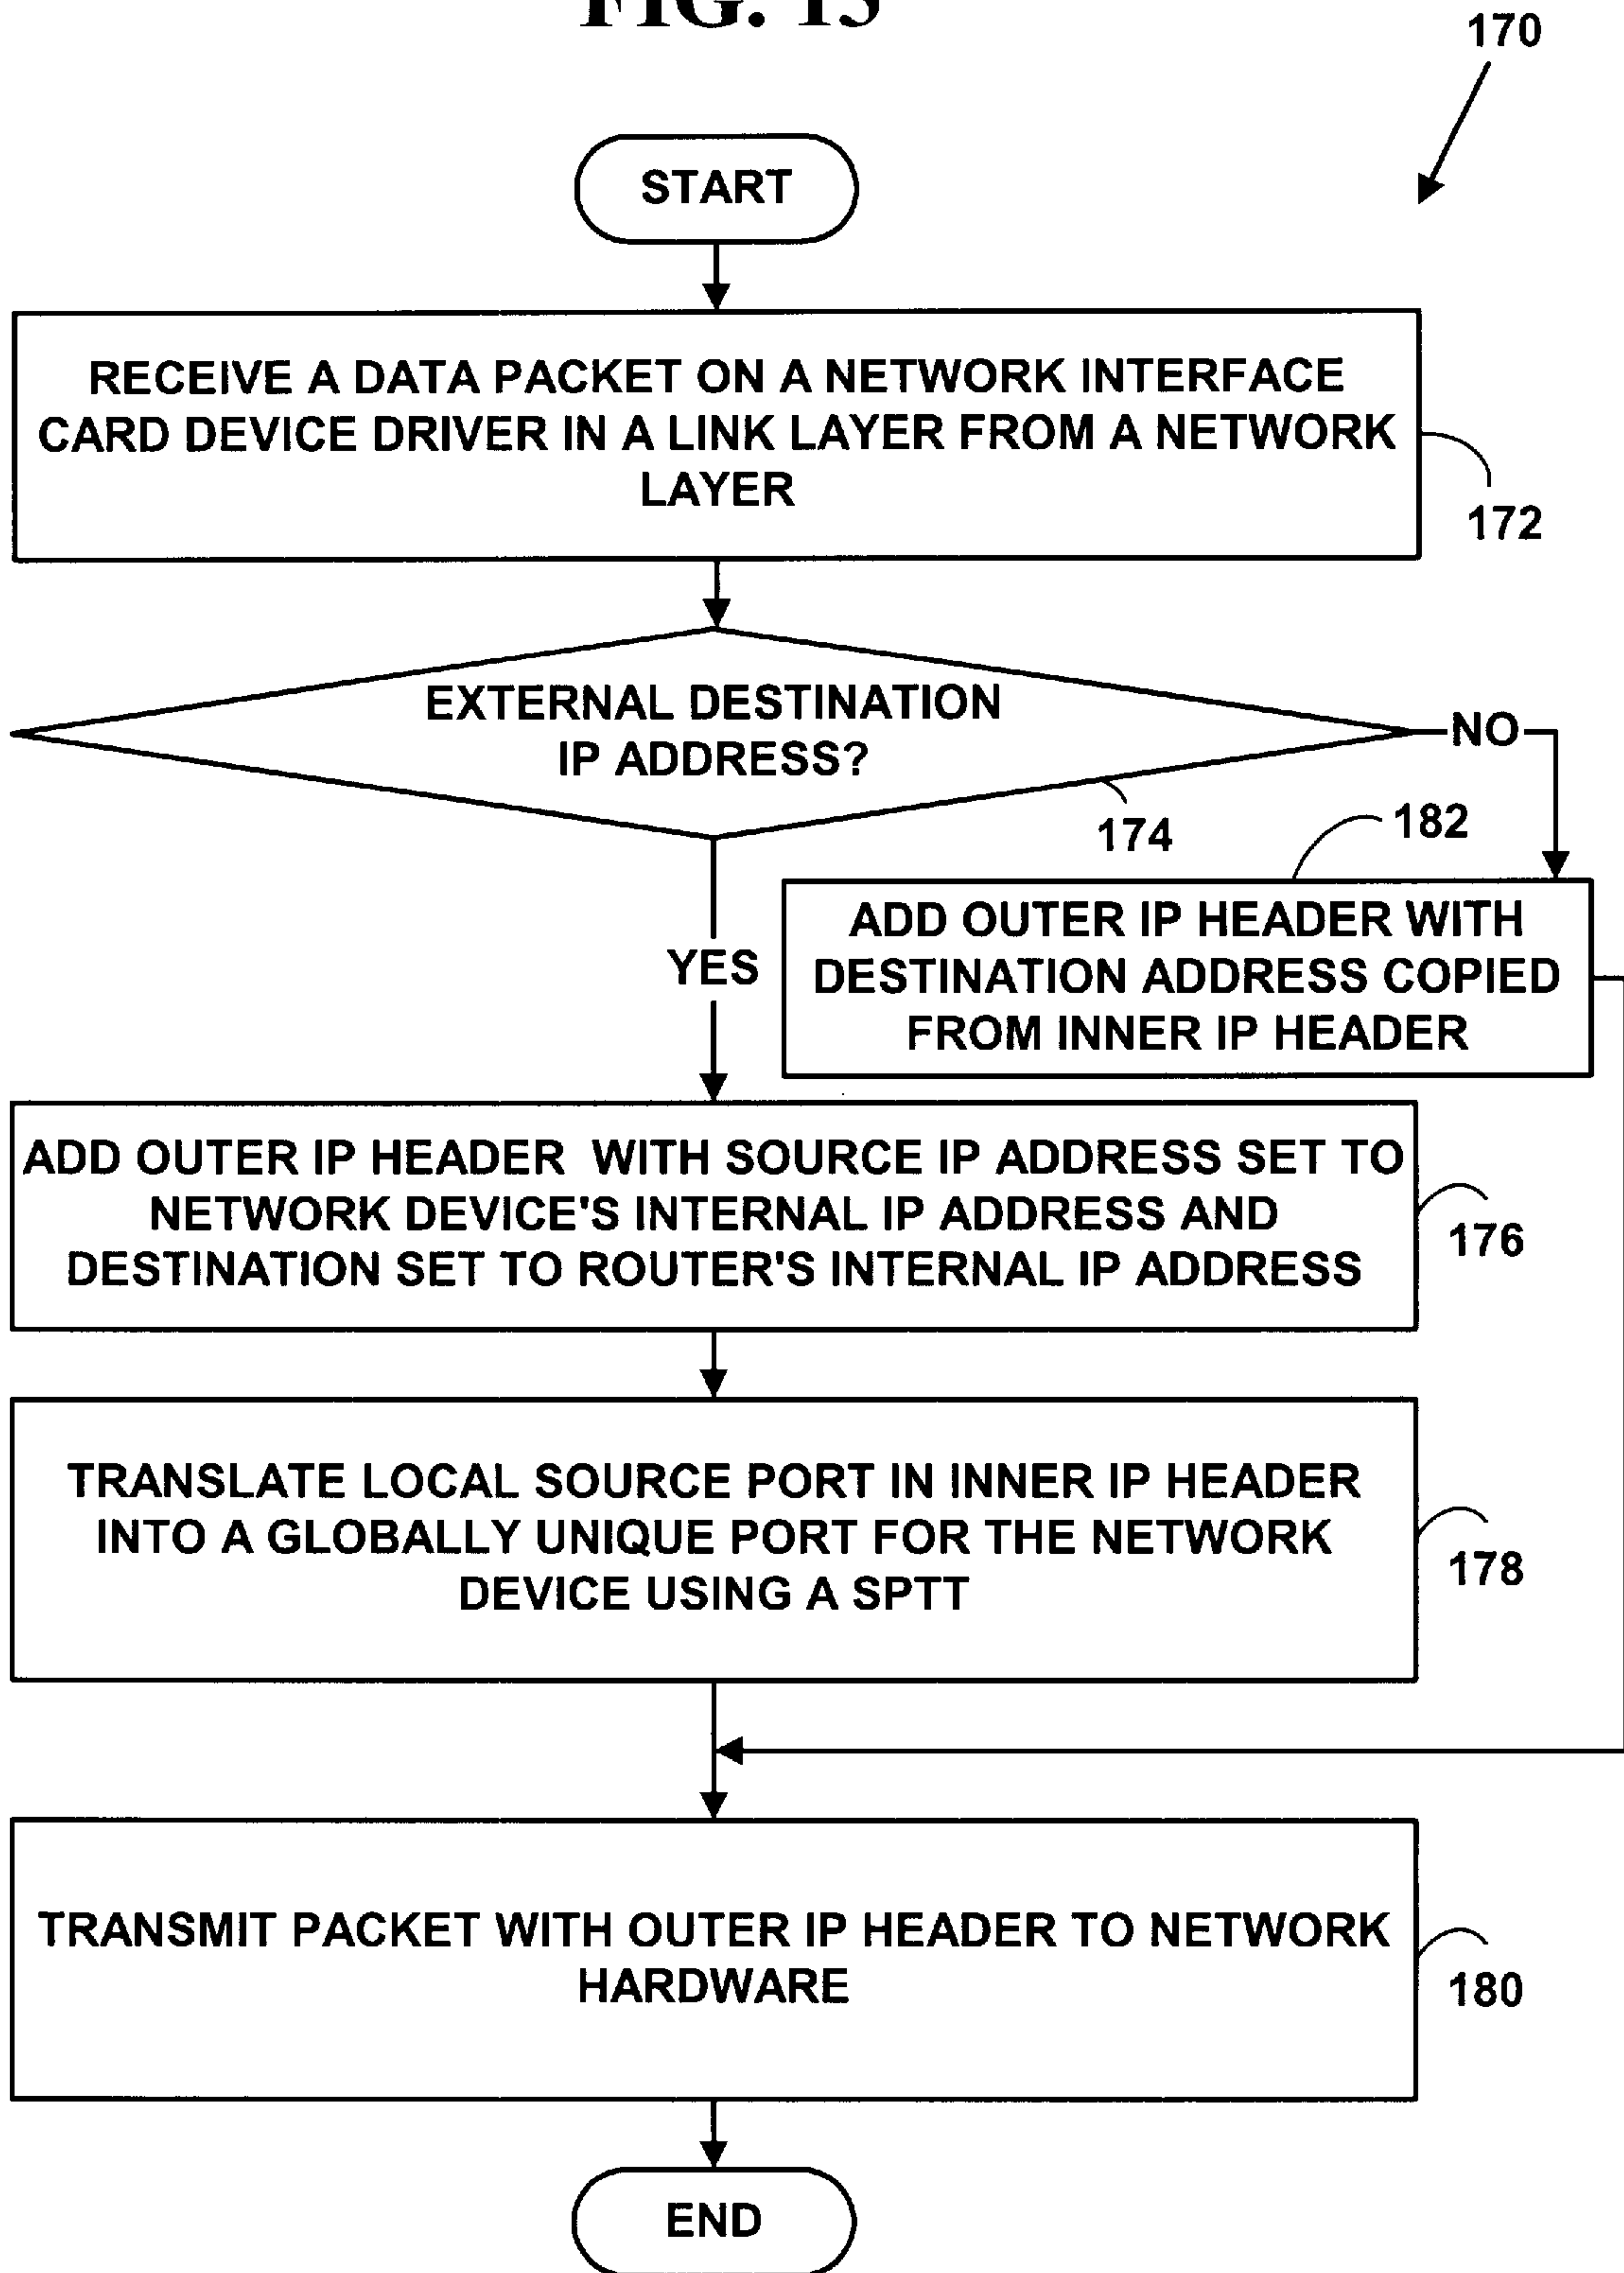 FIG. 15
170
START
RECEIVE A DATA PACKET ON A NETWORK INTERFACE
CARD DEVICE DRIVER IN A LINK LAYER FROM A NETWORK
LAYER
172
EXTERNAL DESTINATION
IP ADDRESS?
NO
174
182
ADD OUTER IP HEADER WITH
DESTINATION ADDRESS COPIED
FROM INNER IP HEADER
YES
ADD OUTER IP HEADER WITH SOURCE IP ADDRESS SET TO
NETWORK DEVICE'S INTERNAL IP ADDRESS AND
DESTINATION SET TO ROUTER'S INTERNAL IP ADDRESS
176
TRANSLATE LOCAL SOURCE PORT IN INNER IP HEADER
INTO A GLOBALLY UNIQUE PORT FOR THE NETWORK
DEVICE USING A SPTT
178
TRANSMIT PACKET WITH OUTER IP HEADER TO NETWORK
HARDWARE
180
END